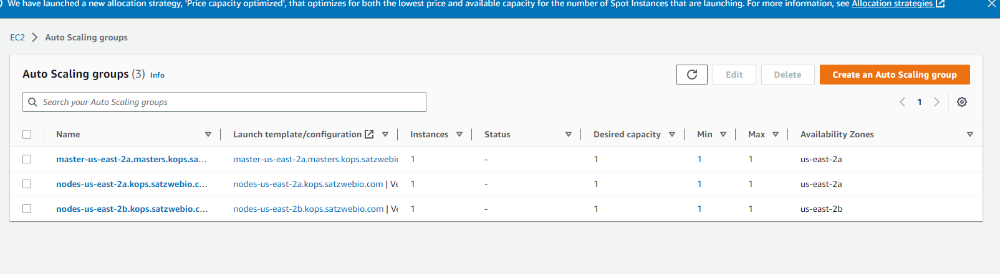 We have launched a new allocation strategy, 'Price capacity optimized', that optimizes for both the lowest price and available capacity for the number of Spot Instances that are launching. For more information, see Allocation strategies
EC2 > Auto Scaling groups
Auto Scaling groups (3) Info
Edit
Delete
Create an Auto Scaling group
Search your Auto Scaling groups
1
Name Launch template/configuration Instances Status Desired capacity Min Max Availability Zones
master-us-east-2a.masters.kops.sa... master-us-east-2a.masters.kops.satzwebio 1 - 1 1 1 us-east-2a
nodes-us-east-2a.kops.satzwebio.c... nodes-us-east-2a.kops.satzwebio.com | Ve 1 - 1 1 1 us-east-2a
nodes-us-east-2b.kops.satzwebio.c... nodes-us-east-2b.kops.satzwebio.com | Ve 1 - 1 1 1 us-east-2b